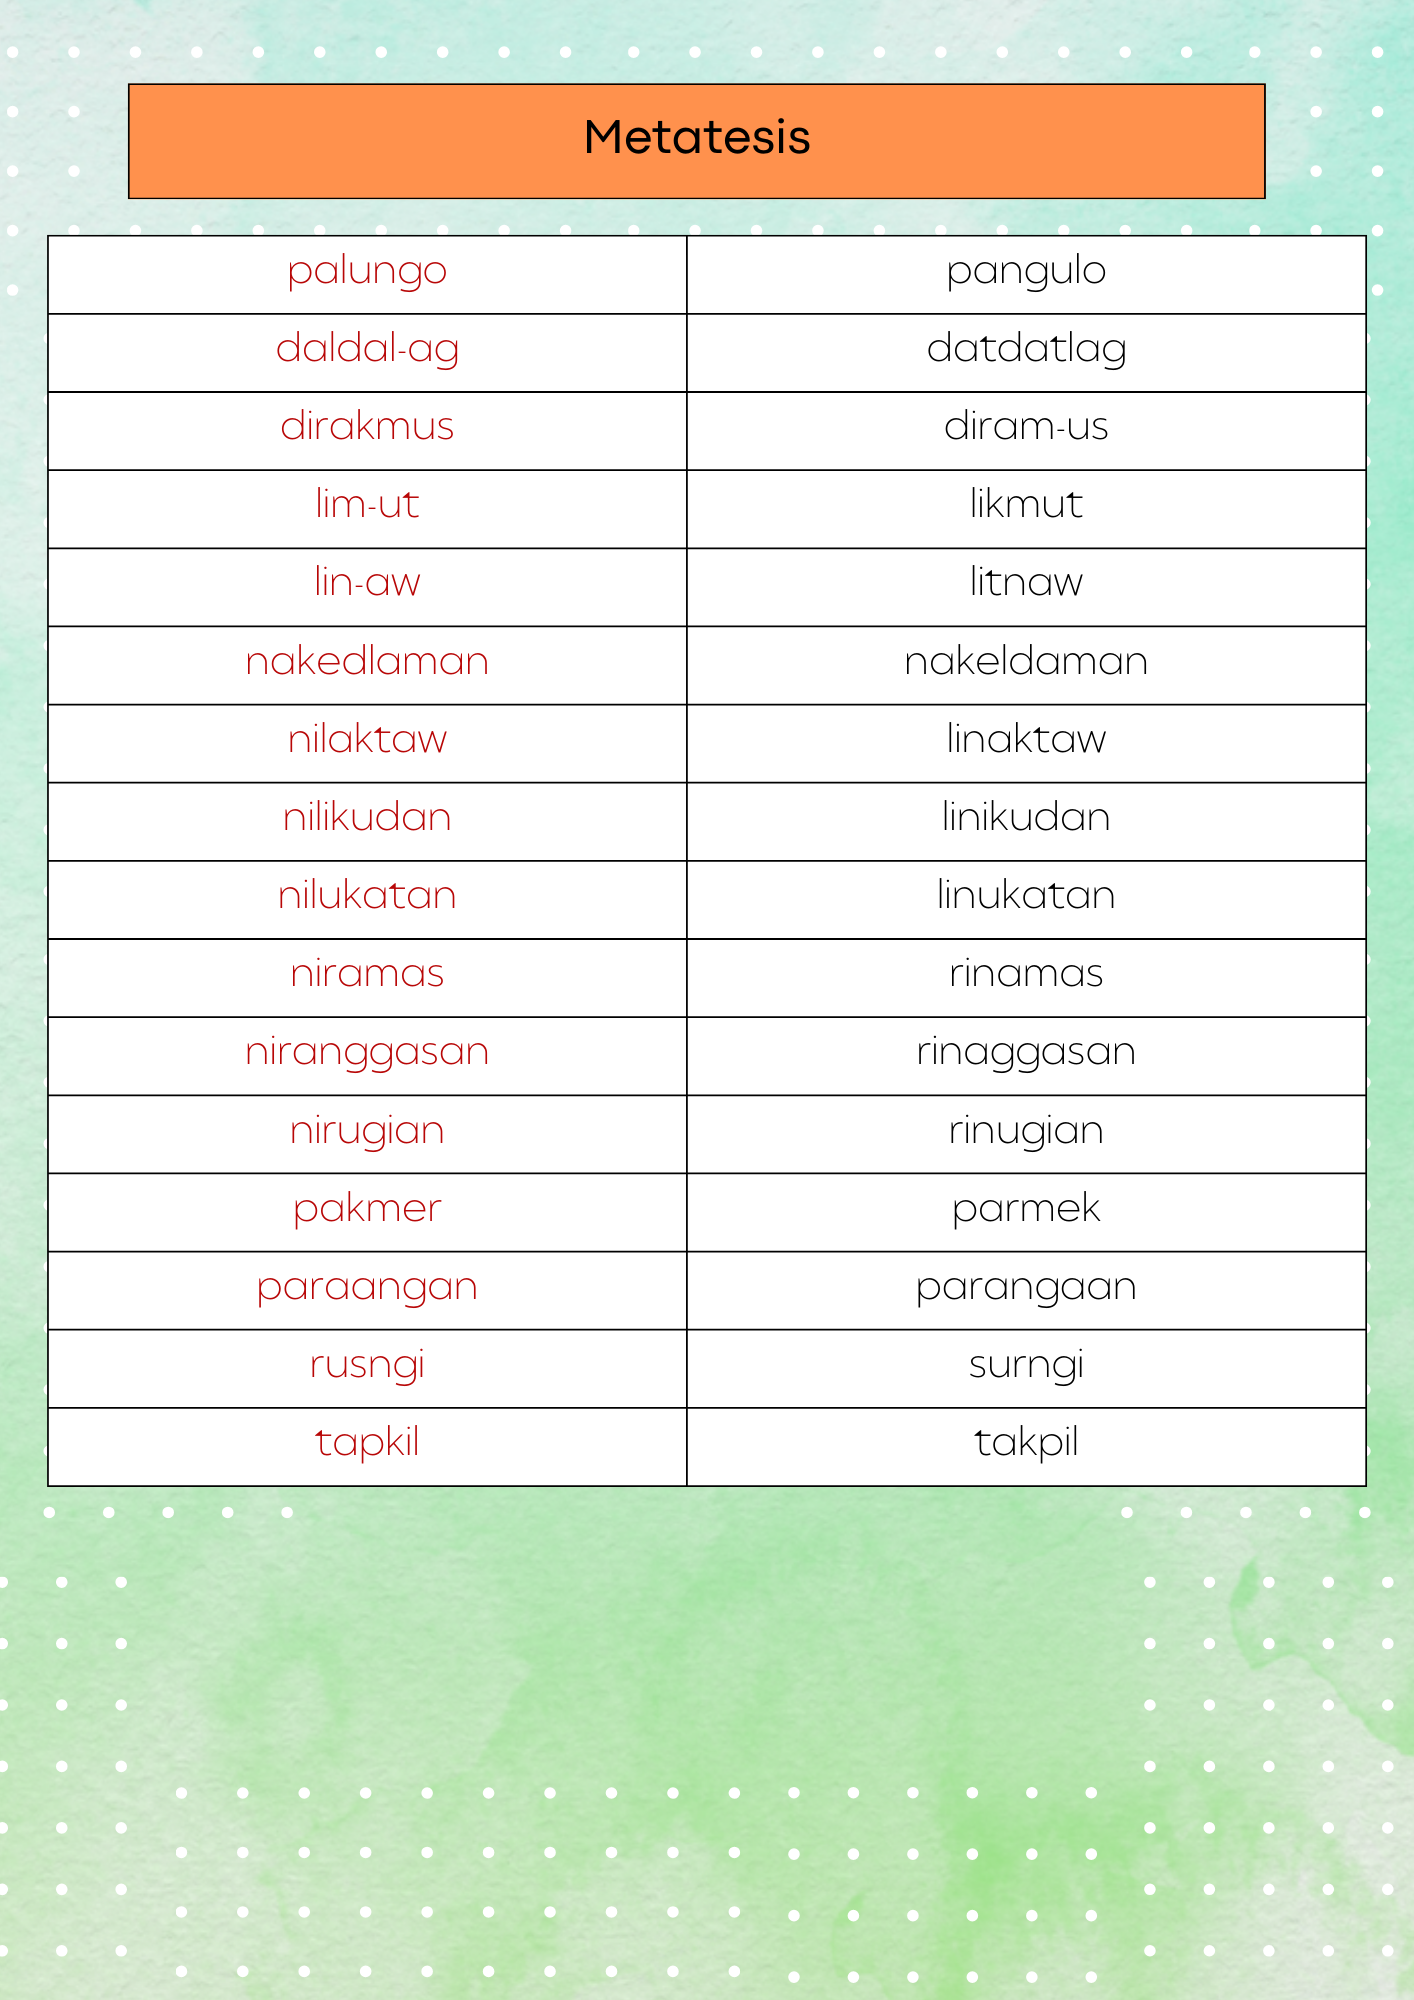 Metatesis
palungo pangulo
daldal-ag datdatlag
dirakmus diram-us
lim-ut likmut
lin-aw litnaw
nakedlaman nakeldaman
nilaktaw linaktaw
nilikudan linikudan
nilukatan linukatan
niramas rinamas
niranggasan rinaggasan
nirugian rinugian
pakmer parmek
paraangan parangaan
rusngi surngi
tapkil takpil